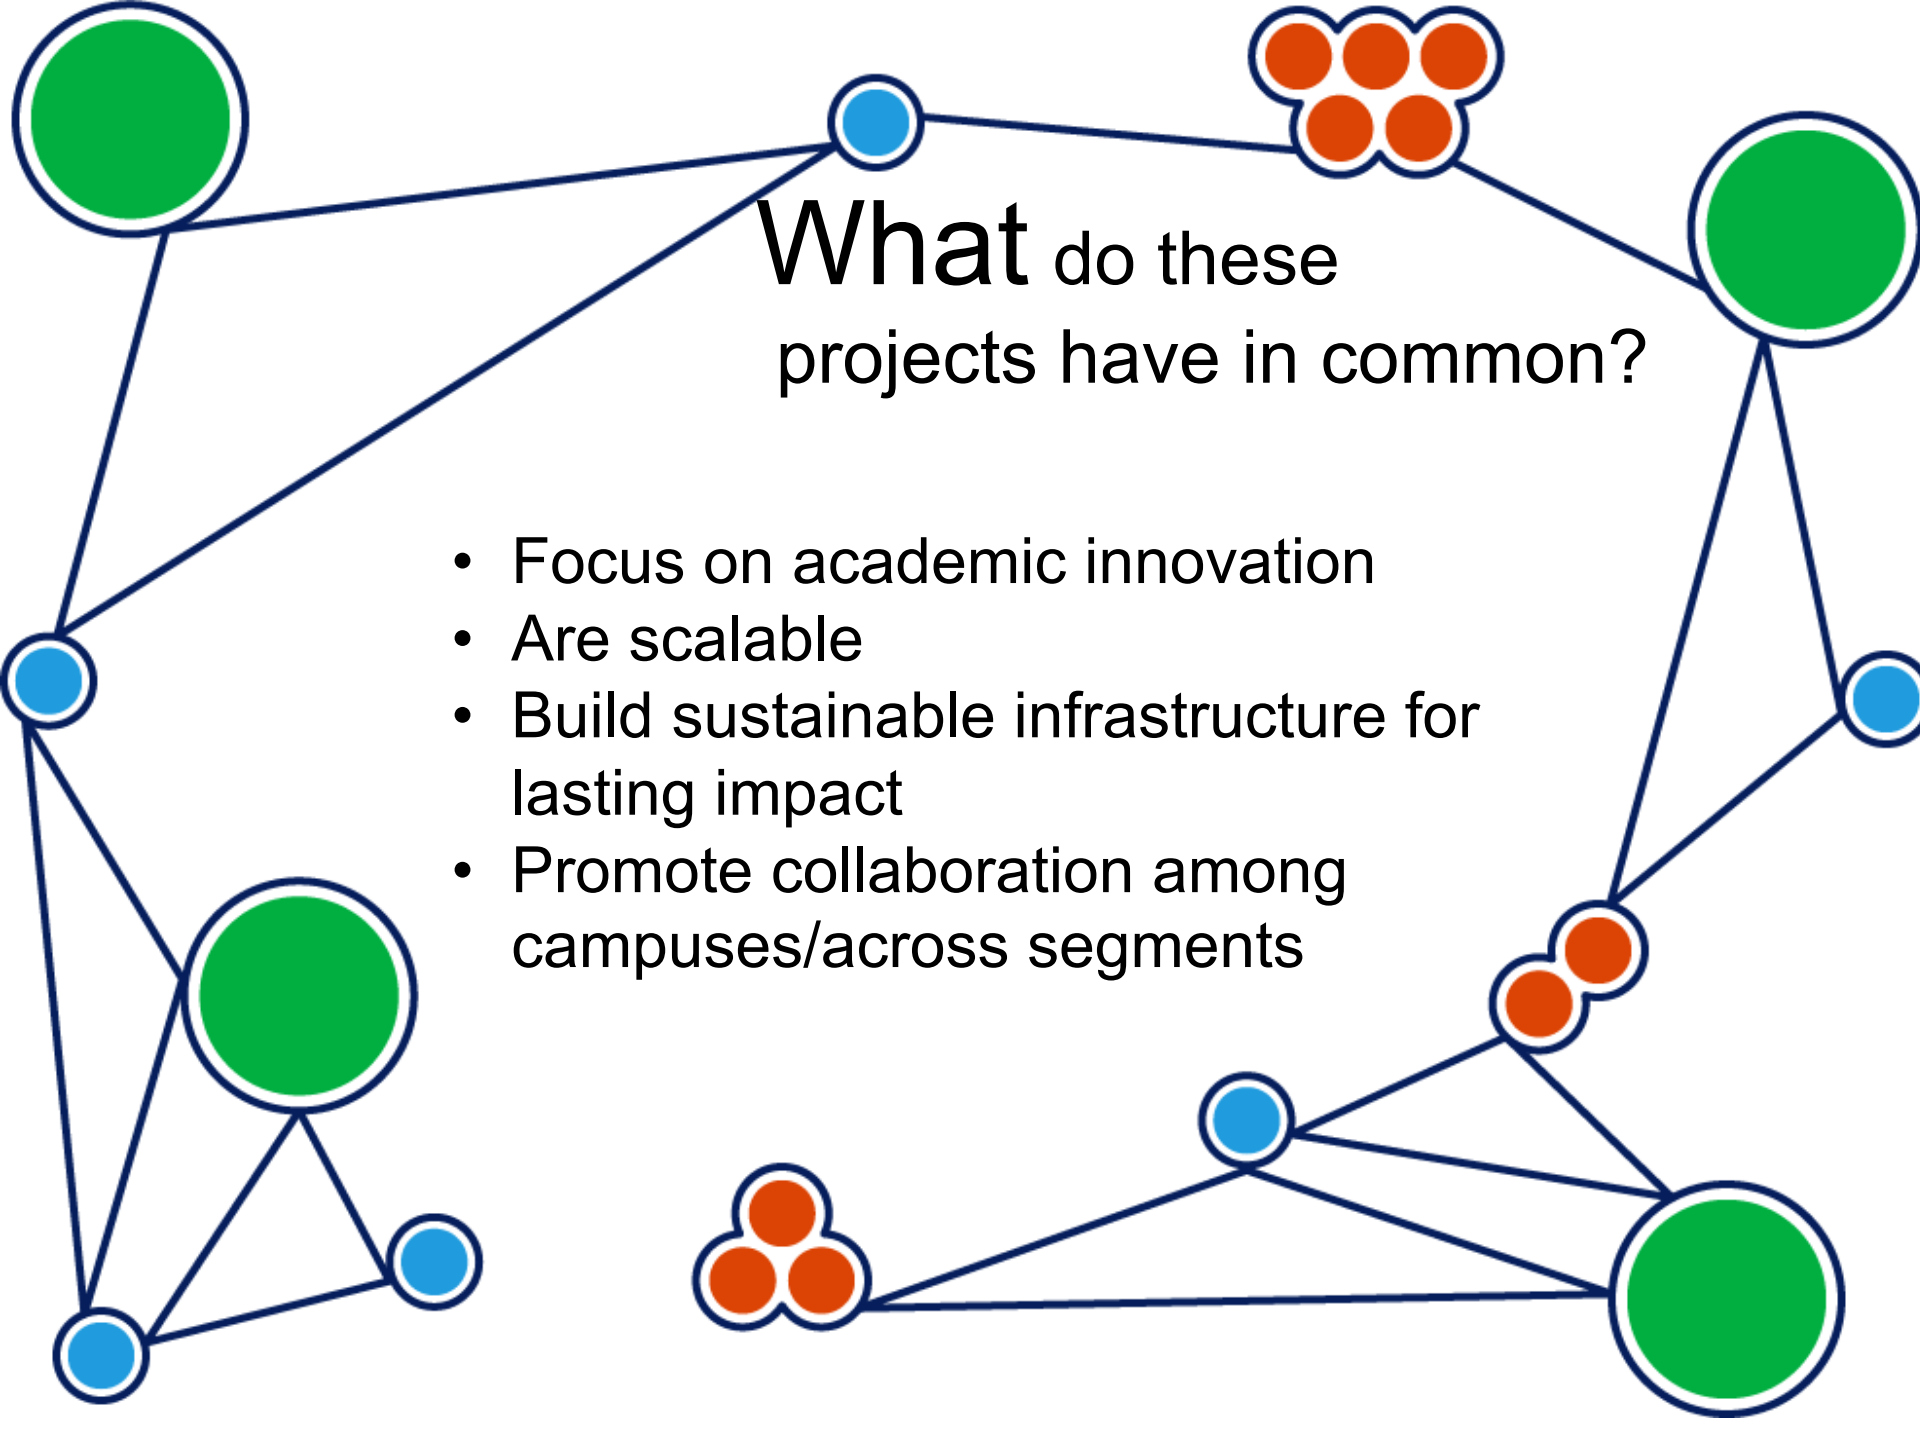 What do these
projects have in common?
• Focus on academic innovation
• Are scalable
• Build sustainable infrastructure for
lasting impact
• Promote collaboration among
campuses/across segments